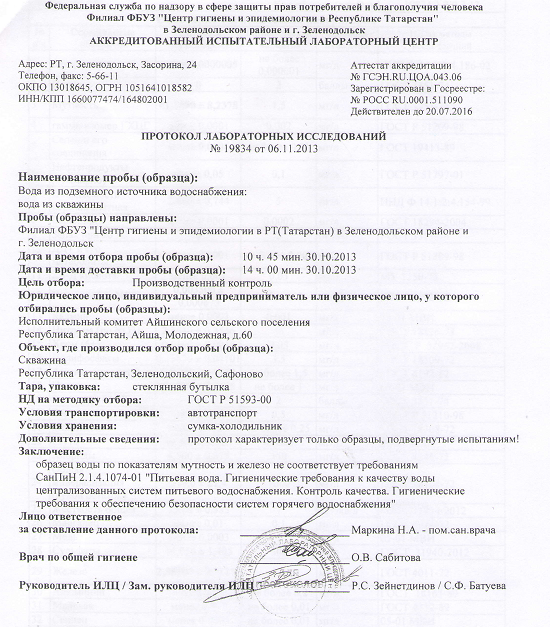 Федеральная служба по надзору в сфере защиты прав потребителей и благополучия человека
Филиал ФБУЗ "Центр гигиены и эпидемиологии в Республике Татарстан"
в Зеленодольском районе и г. Зеленодольск
АККРЕДИТОВАННЫЙ ИСПЫТАТЕЛЬНЫЙ ЛАБОРАТОРНЫЙ ЦЕНТР
Адрес: РТ, г. Зеленодольск, Засорина, 24
Телефон, факс: 5-66-11
ОКПО 13018645, ОГРН 1051641018582
ИНН/КПП 1660077474/164802001
Аттестат аккредитации
№ ГСЭН.RU.ЦОА.043.06
Зарегистрирован в Госреестре:
№ РОСС RU.0001.511090
Действителен до 20.07.2016
ПРОТОКОЛ ЛАБОРАТОРНЫХ ИССЛЕДОВАНИЙ
№ 19834 от 06.11.2013
Наименование пробы (образца):
Вода из подземного источника водоснабжения:
вода из скважины
Пробы (образцы) направлены:
Филиал ФБУЗ "Центр гигиены и эпидемиологии в РТ(Татарстан) в Зеленодольском районе и
г. Зеленодольск
Дата и время отбора пробы (образца): 10 ч. 45 мин. 30.10.2013
Дата и время доставки пробы (образца): 14 ч. 00 мин. 30.10.2013
Цель отбора: Производственный контроль
Юридическое лицо, индивидуальный предприниматель или физическое лицо, у которого
отбирались пробы (образцы):
Исполнительный комитет Айшинского сельского поселения
Республика Татарстан, Айша, Молодежная, д.60
Объект, где производился отбор пробы (образца):
Скважина
Республика Татарстан, Зеленодольский, Сафоново
Тара, упаковка: стеклянная бутылка
НД на методику отбора: ГОСТ Р 51593-00
Условия транспортировки: автотранспорт
Условия хранения: сумка-холодильник
Дополнительные сведения: протокол характеризует только образцы, подвергнутые испытаниям!
Заключение:
образец воды по показателям мутность и железо не соответствует требованиям
СанПиН 2.1.4.1074-01 "Питьевая вода. Гигиенические требования к качеству воды
централизованных систем питьевого водоснабжения. Контроль качества. Гигиенические
требования к обеспечению безопасности систем горячего водоснабжения"
Лицо ответственное
за составление данного протокола: Маркина Н.А. - пом.сан.врача
Врач по общей гигиене О.В. Сабитова
Руководитель ИЛЦ / Зам. руководителя ИЛЦ Р.С. Зейнетдинов / С.Ф. Батуева